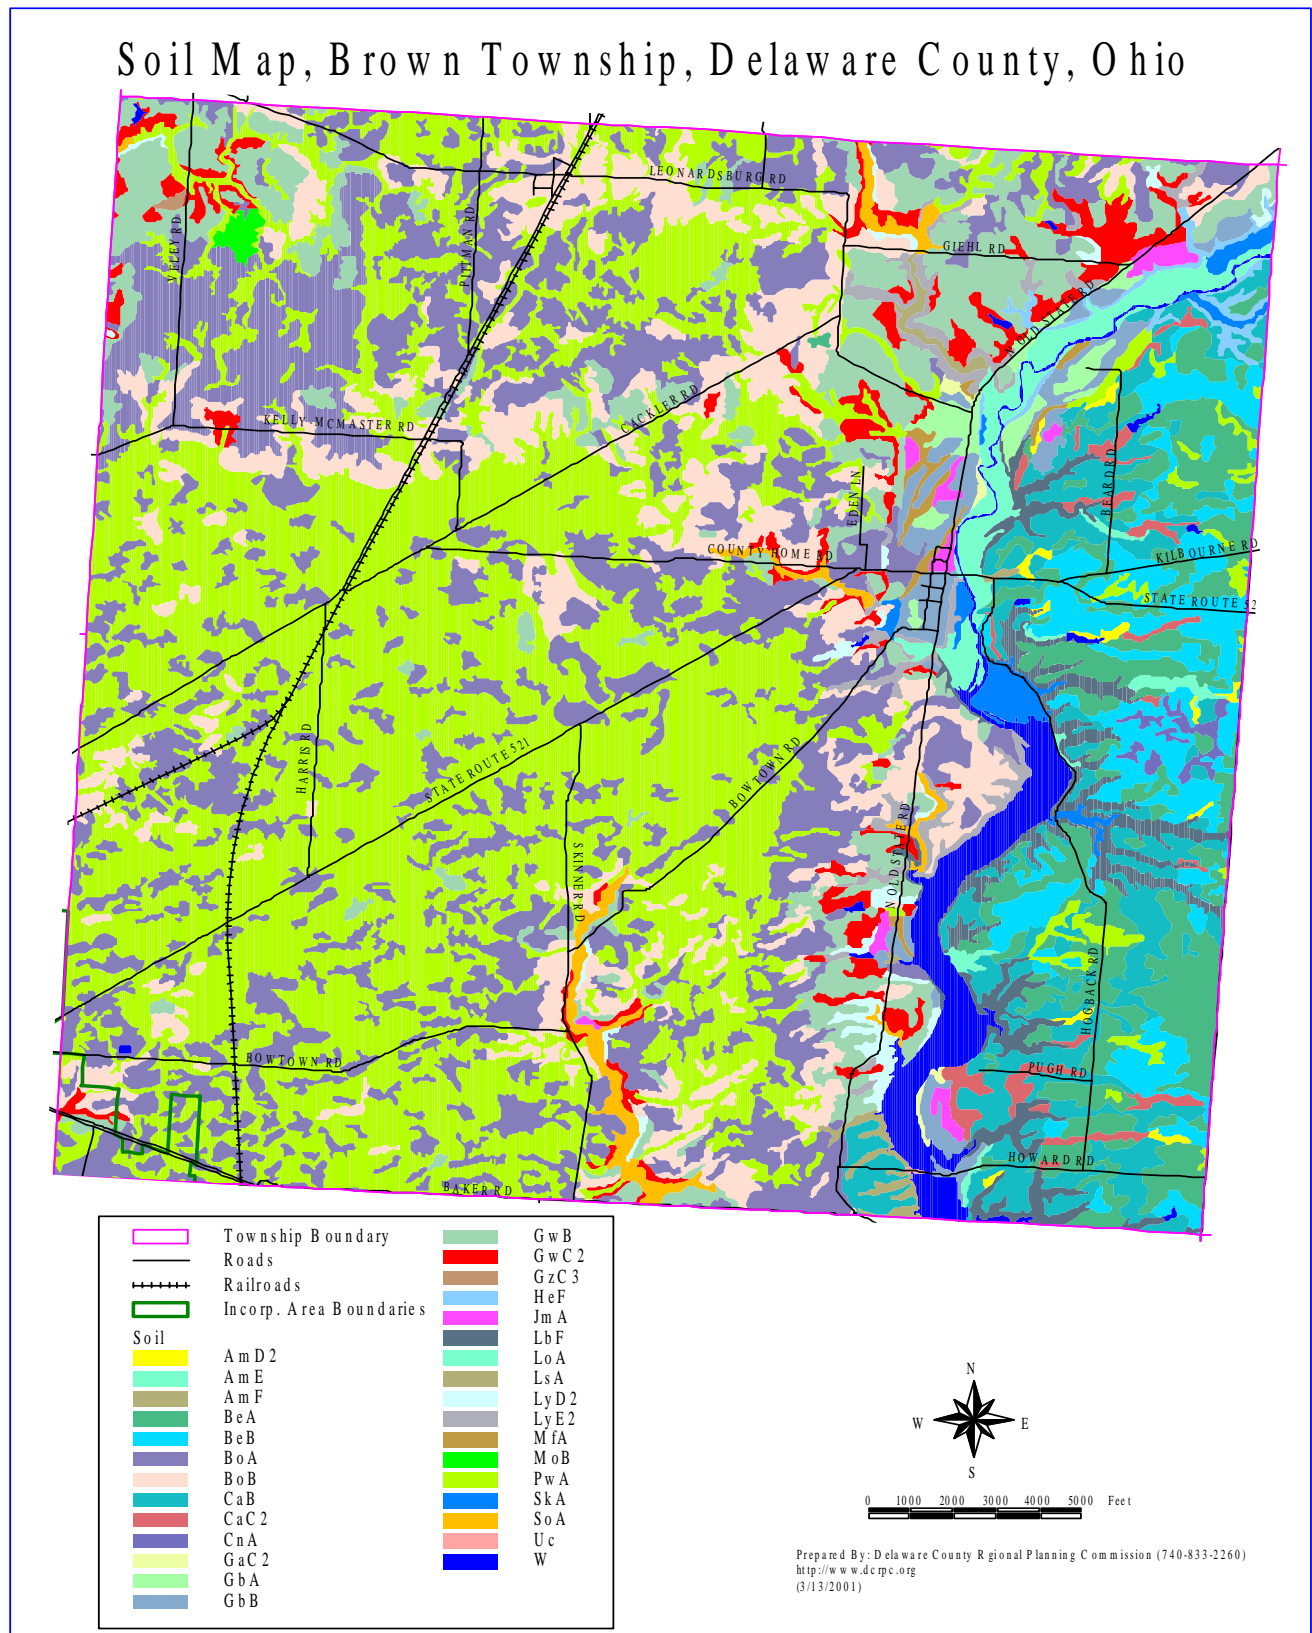 Soil Map, Brown Township, Delaware County, Ohio
LEONARDSBURG RD
VELEY RD
PITTMAN RD
GIEHL RD
N OLD STATE RD
CACKLER RD
KELLY-MCMASTER RD
EDEN LN
BEARD RD
COUNTY HOME RD
KILBOURNE RD
STATE ROUTE 52
HARRIS RD
STATE ROUTE 521
BOWTOWN RD
SKINNER RD
N OLD STATE RD
HOGBACK RD
BOWTOWN RD
PUGH RD
HOWARD RD
BAKER RD
Township Boundary
Roads
Railroads
Incorp. Area Boundaries
Soil
AmD2
AmE
AmF
BeA
BeB
BoA
BoB
CaB
CaC2
CnA
GaC2
GbA
GbB
GwB
GwC2
GzC3
HeF
JmA
LbF
LoA
LsA
LyD2
LyE2
MfA
MoB
PwA
SkA
SoA
Uc
W
N
W E
S
0 1000 2000 3000 4000 5000 Feet
Prepared By: Delaware County Rgional Planning Commission (740-833-2260)
http://www.dcrpc.org
(3/13/2001)